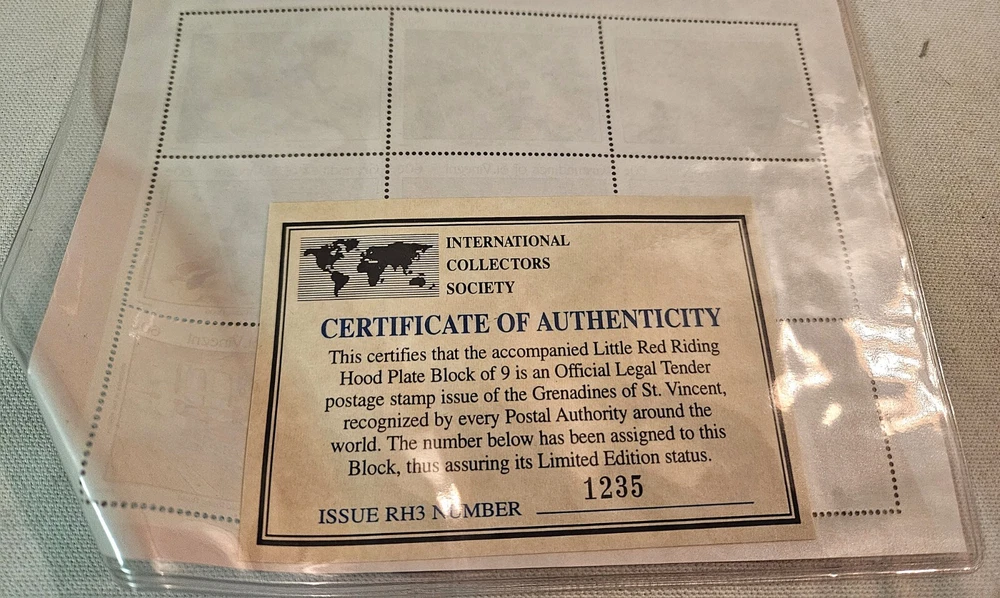 INTERNATIONAL
COLLECTORS
SOCIETY
CERTIFICATE OF AUTHENTICITY
This certifies that the accompanied Little Red Riding
Hood Plate Block of 9 is an Official Legal Tender
postage stamp issue of the Grenadines of St. Vincent,
recognized by every Postal Authority around the
world. The number below has been assigned to this
Block, thus assuring its Limited Edition status.
1235
ISSUE RH3 NUMBER